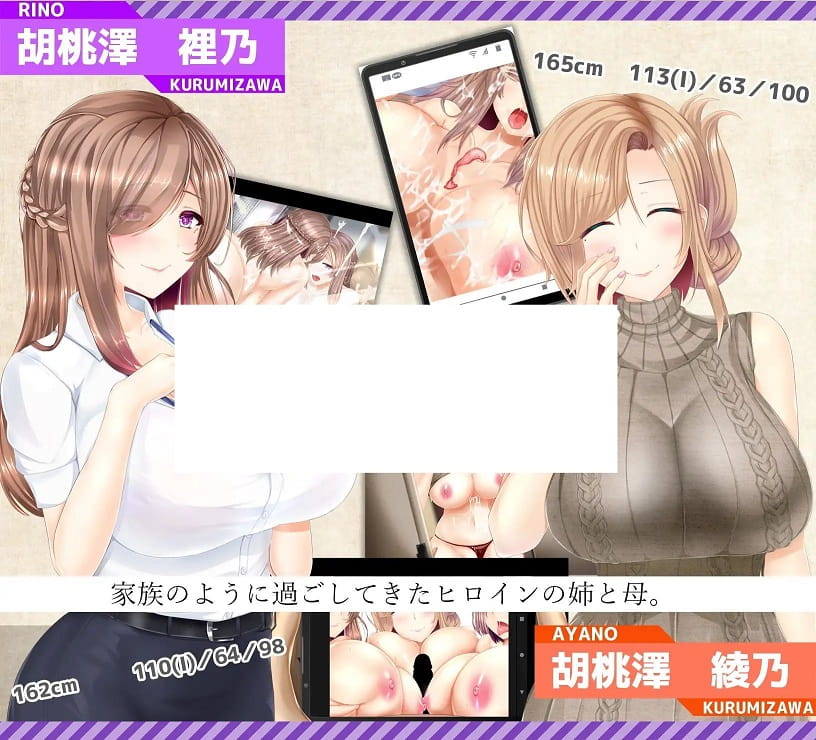 RINO
胡桃澤　裡乃
KURUMIZAWA
165cm　113(I)／63／100
家族のように過ごしてきたヒロインの姉と母。
162cm　110(I)／64／98
AYANO
胡桃澤　綾乃
KURUMIZAWA